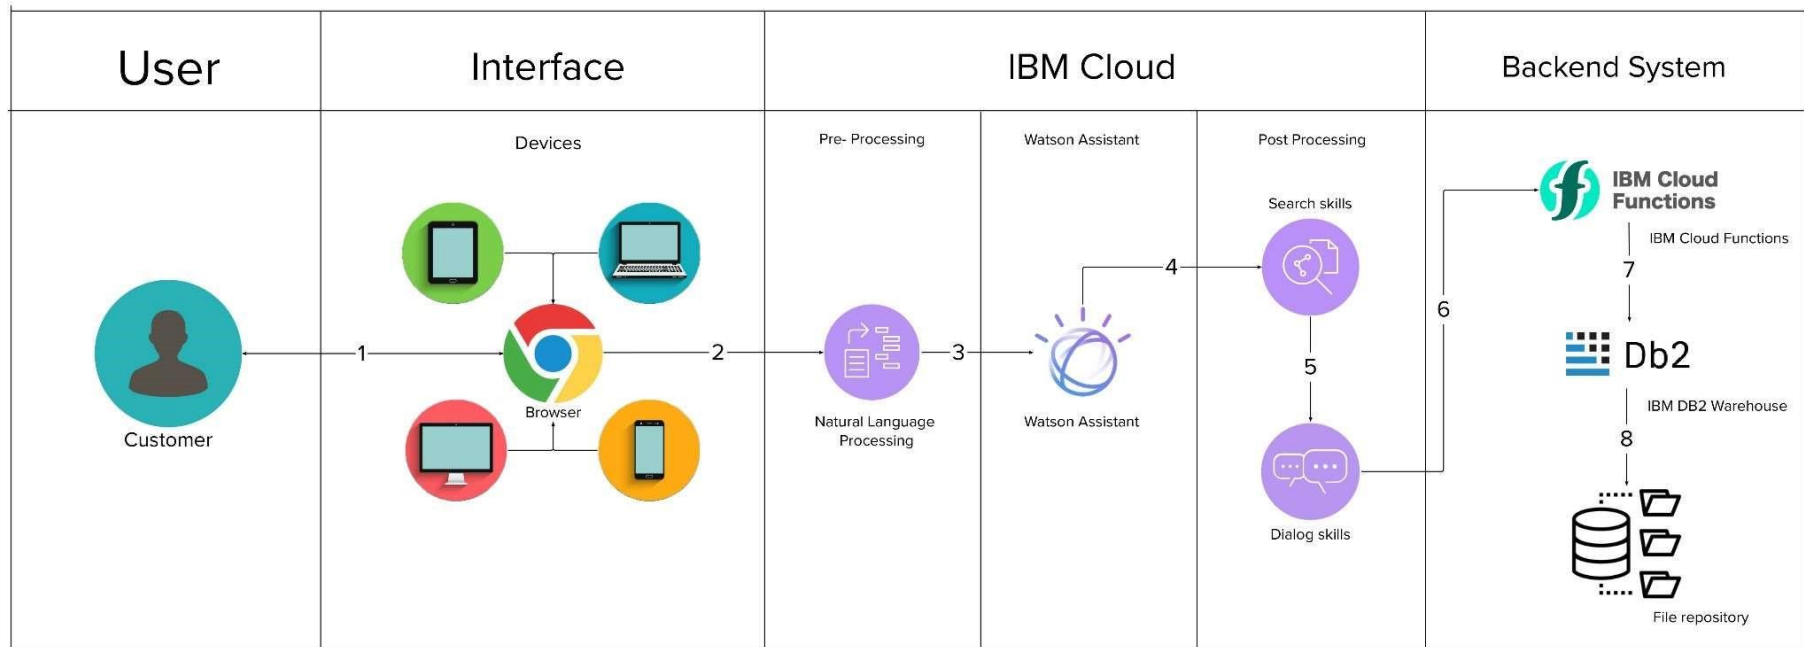 User
Interface
IBM Cloud
Backend System
Devices
Pre- Processing
Watson Assistant
Post Processing
Search skills
IBM Cloud
Functions
IBM Cloud Functions
1
2
3
4
5
6
7
8
Browser
Customer
Natural Language
Processing
Watson Assistant
Dialog skills
Db2
IBM DB2 Warehouse
File repository